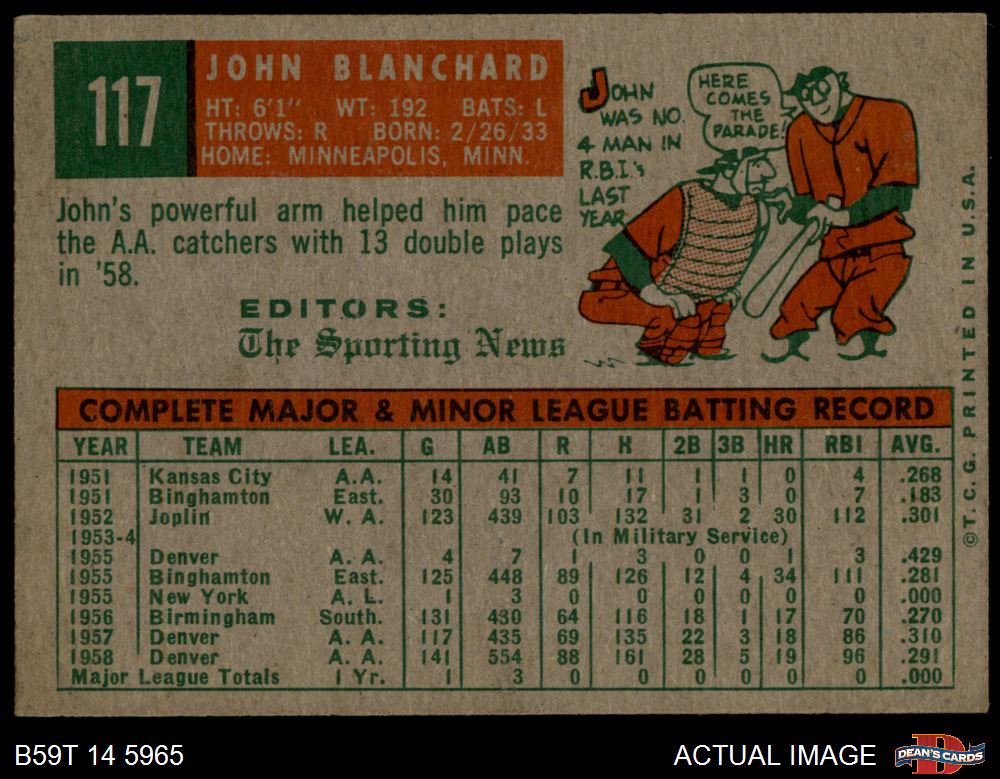 117
JOHN BLANCHARD
HT: 6'1" WT: 192 BATS: L
THROWS: R BORN: 2/26/33
HOME: MINNEAPOLIS, MINN.
John's powerful arm helped him pace
the A.A. catchers with 13 double plays
in '58.
EDITORS:
The Sporting News
JOHN
WAS NO.
4 MAN IN
R.B.I.'s
LAST
YEAR
HERE
COMES
THE
PARADE!
COMPLETE MAJOR & MINOR LEAGUE BATTING RECORD
YEAR TEAM LEA. G AB R H 2B 3B HR RBI AVG.
1951 Kansas City A.A. 14 41 7 11 1 1 0 4 .268
1951 Binghamton East. 30 93 10 17 1 3 0 7 .183
1952 Joplin W. A. 123 439 103 132 31 2 30 112 .301
1953-4 (In Military Service)
1955 Denver A. A. 4 7 1 3 0 0 1 3 .429
1955 Binghamton East. 125 448 89 126 12 4 34 111 .281
1955 New York A. L. 1 3 0 0 0 0 0 0 .000
1956 Birmingham South. 131 430 64 116 18 1 17 70 .270
1957 Denver A. A. 117 435 69 135 22 3 18 86 .310
1958 Denver A. A. 141 554 88 161 28 5 19 96 .291
Major League Totals 1 Yr. 1 3 0 0 0 0 0 0 .000
©T. C. G. PRINTED IN U.S.A.
B59T 14 5965
ACTUAL IMAGE
D
DEAN'S CARDS